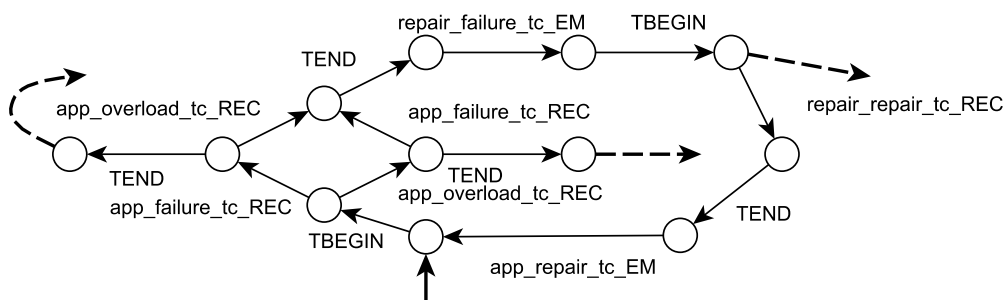 repair_failure_tc_EM
TBEGIN
TEND
app_overload_tc_REC
app_failure_tc_REC
repair_repair_tc_REC
TEND
TEND
app_overload_tc_REC
app_failure_tc_REC
TEND
TBEGIN
app_repair_tc_EM